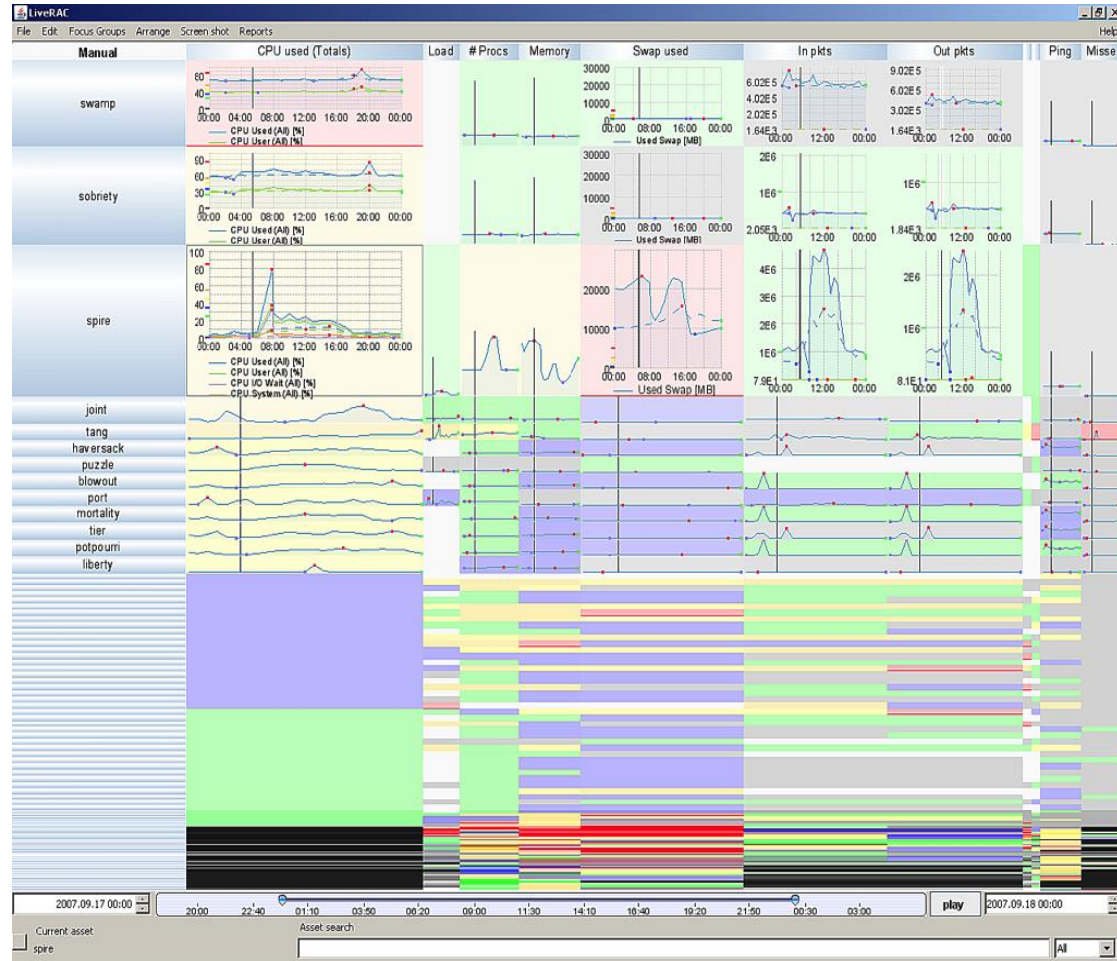 LiveRAC
File Edit Focus Groups Arrange Screen shot Reports Help
Manual CPU used (Totals) Load # Procs Memory Swap used In pkts Out pkts Ping Misse
swamp
80
40
0
00:00 04:00 08:00 12:00 16:00 20:00 00:00
CPU Used (All) [%]
CPU User (All) [%]
30000
20000
10000
0
00:00 08:00 16:00 00:00
Used Swap [MB]
6.02E5
4.02E5
2.02E5
1.64E3
00:00 12:00 00:00
9.02E5
6.02E5
3.02E5
1.64E3
00:00 12:00 00:00
sobriety
90
60
30
00:00 04:00 08:00 12:00 16:00 20:00 00:00
CPU Used (All) [%]
CPU User (All) [%]
30000
20000
10000
0
00:00 08:00 16:00 00:00
Used Swap [MB]
2E6
1E6
2.05E3
00:00 12:00 00:00
1E6
1.84E3
00:00 12:00 00:00
spire
100
80
60
40
20
0
00:00 04:00 08:00 12:00 16:00 20:00 00:00
CPU Used (All) [%]
CPU User (All) [%]
CPU I/O Wait (All) [%]
CPU System (All) [%]
20000
10000
0
00:00 08:00 16:00 00:00
Used Swap [MB]
4E6
3E6
2E6
1E6
7.9E1
00:00 12:00 00:00
2E6
1E6
8.1E1
00:00 12:00 00:00
joint
tang
haversack
puzzle
blowout
port
mortality
tier
potpourri
liberty
2007.09.17 00:00 20:00 22:40 01:10 03:50 06:20 09:00 11:30 14:10 16:40 19:20 21:50 00:30 03:00 play 2007.09.18 00:00
Current asset Asset search
spire All